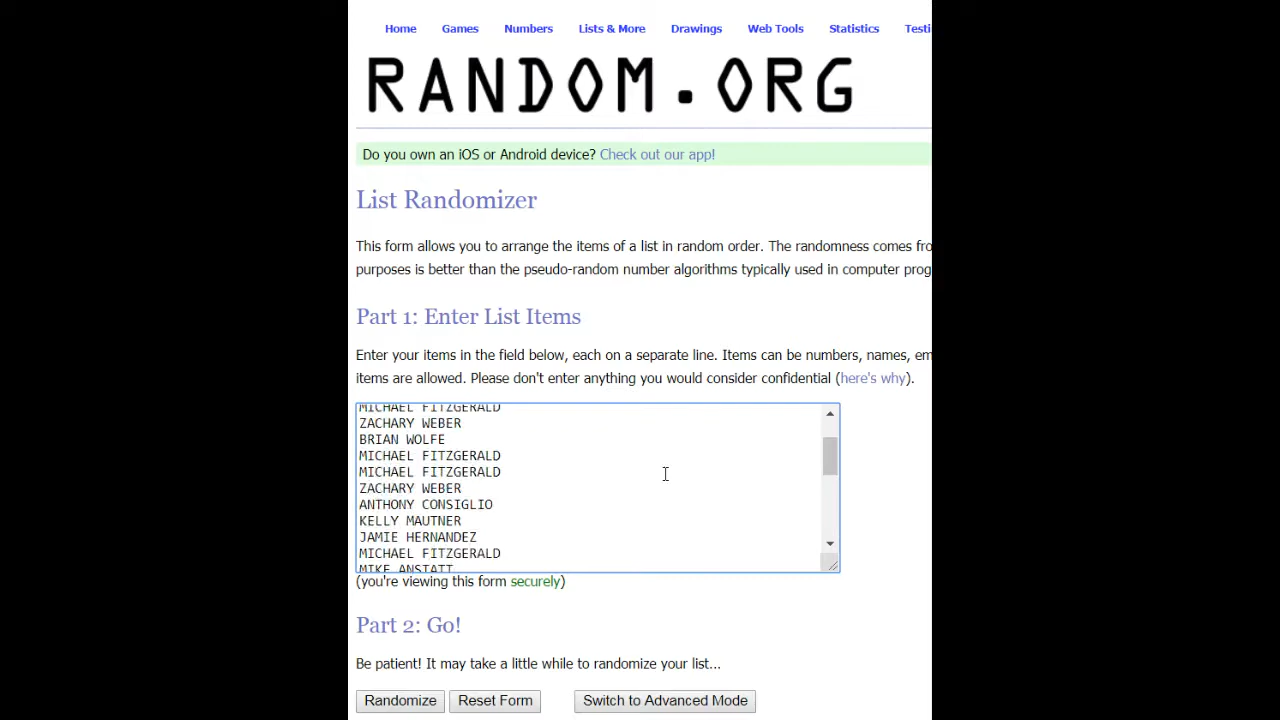 Home Games Numbers Lists & More Drawings Web Tools Statistics Testi
RANDOM.ORG
Do you own an iOS or Android device? Check out our app!
List Randomizer
This form allows you to arrange the items of a list in random order. The randomness comes fro
purposes is better than the pseudo-random number algorithms typically used in computer prog
Part 1: Enter List Items
Enter your items in the field below, each on a separate line. Items can be numbers, names, em
items are allowed. Please don't enter anything you would consider confidential (here's why).
MICHAEL FITZGERALD
ZACHARY WEBER
BRIAN WOLFE
MICHAEL FITZGERALD
MICHAEL FITZGERALD
ZACHARY WEBER
ANTHONY CONSIGLIO
KELLY MAUTNER
JAMIE HERNANDEZ
MICHAEL FITZGERALD
MIKE ANSTATT
(you're viewing this form securely)
Part 2: Go!
Be patient! It may take a little while to randomize your list...
Randomize Reset Form Switch to Advanced Mode